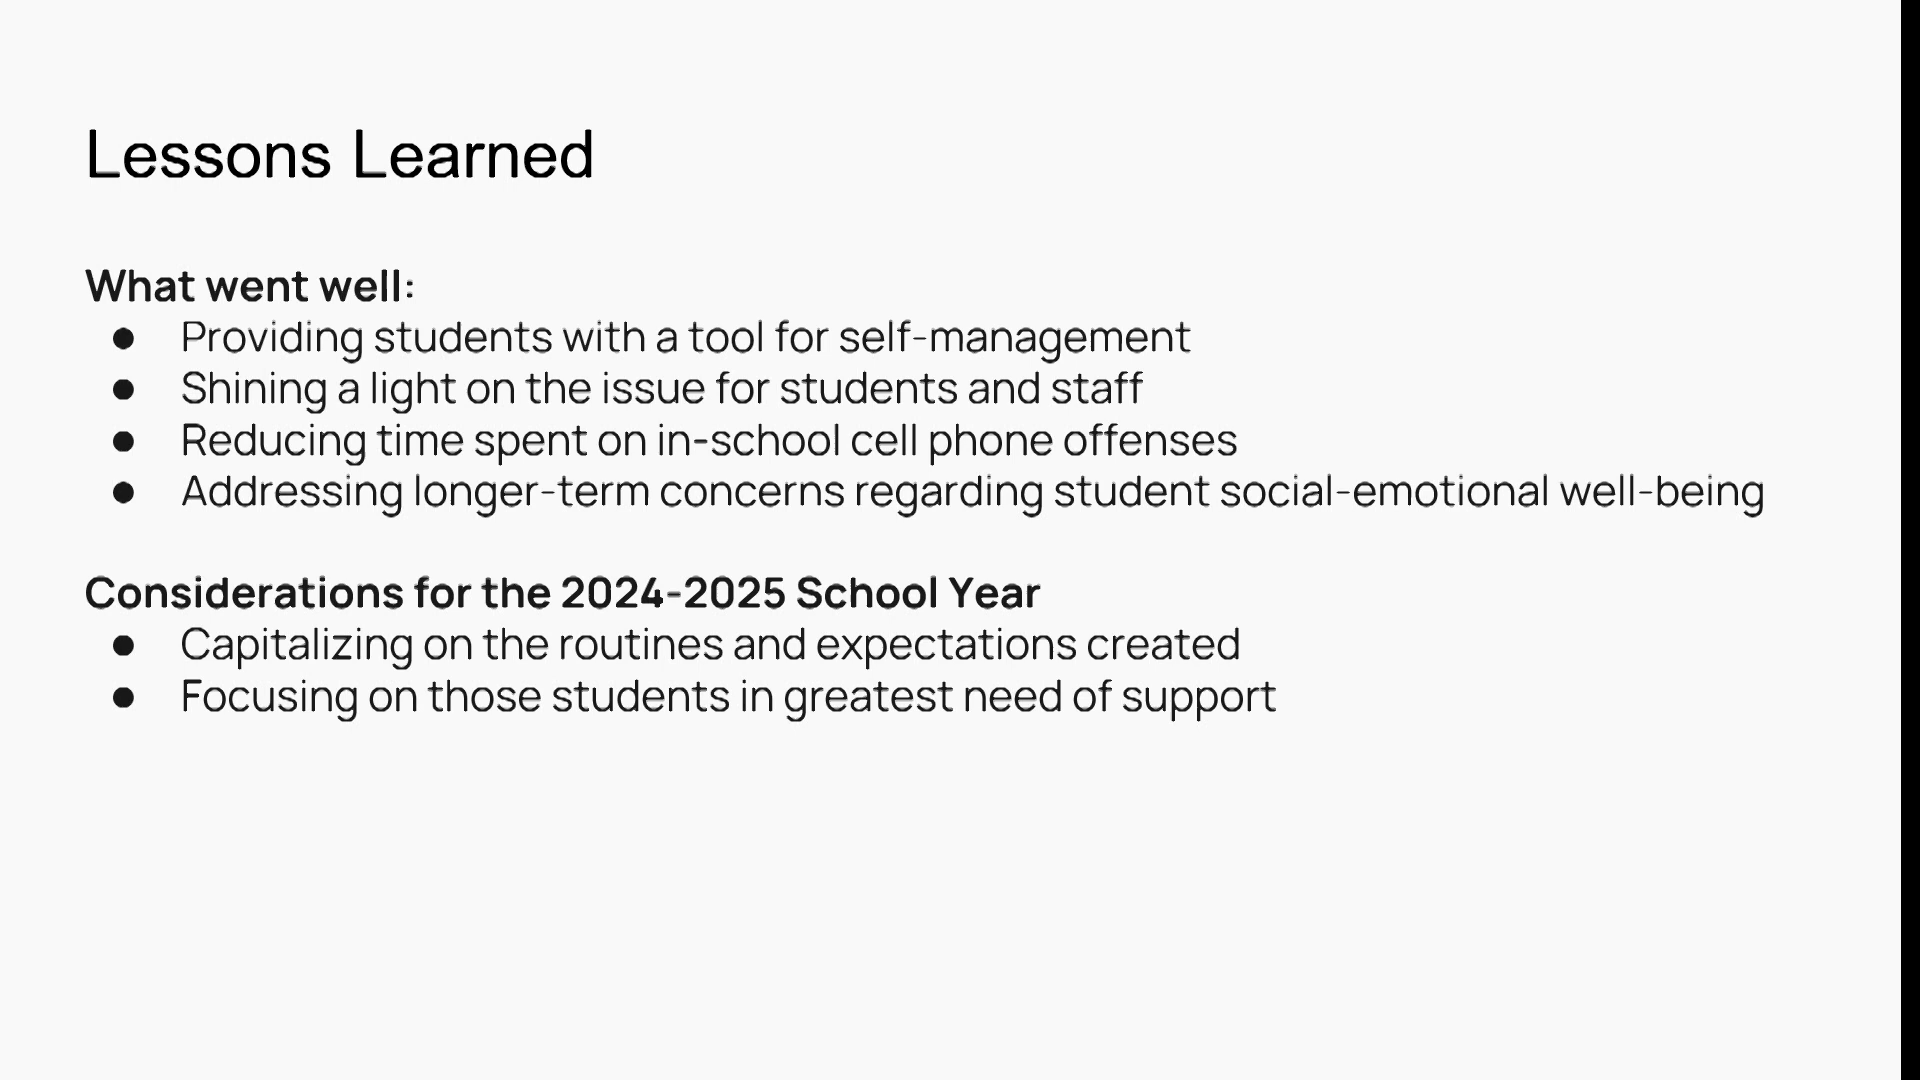 Lessons Learned
What went well:
● Providing students with a tool for self-management
● Shining a light on the issue for students and staff
● Reducing time spent on in-school cell phone offenses
● Addressing longer-term concerns regarding student social-emotional well-being
Considerations for the 2024-2025 School Year
● Capitalizing on the routines and expectations created
● Focusing on those students in greatest need of support